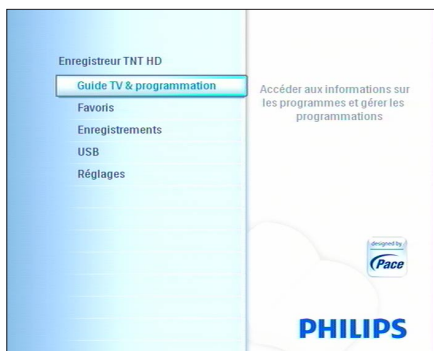 Enregistreur TNT HD
Guide TV & programmation
Favoris
Enregistrements
USB
Réglages
Accéder aux informations sur
les programmes et gérer les
programmations
designed by
Pace
PHILIPS